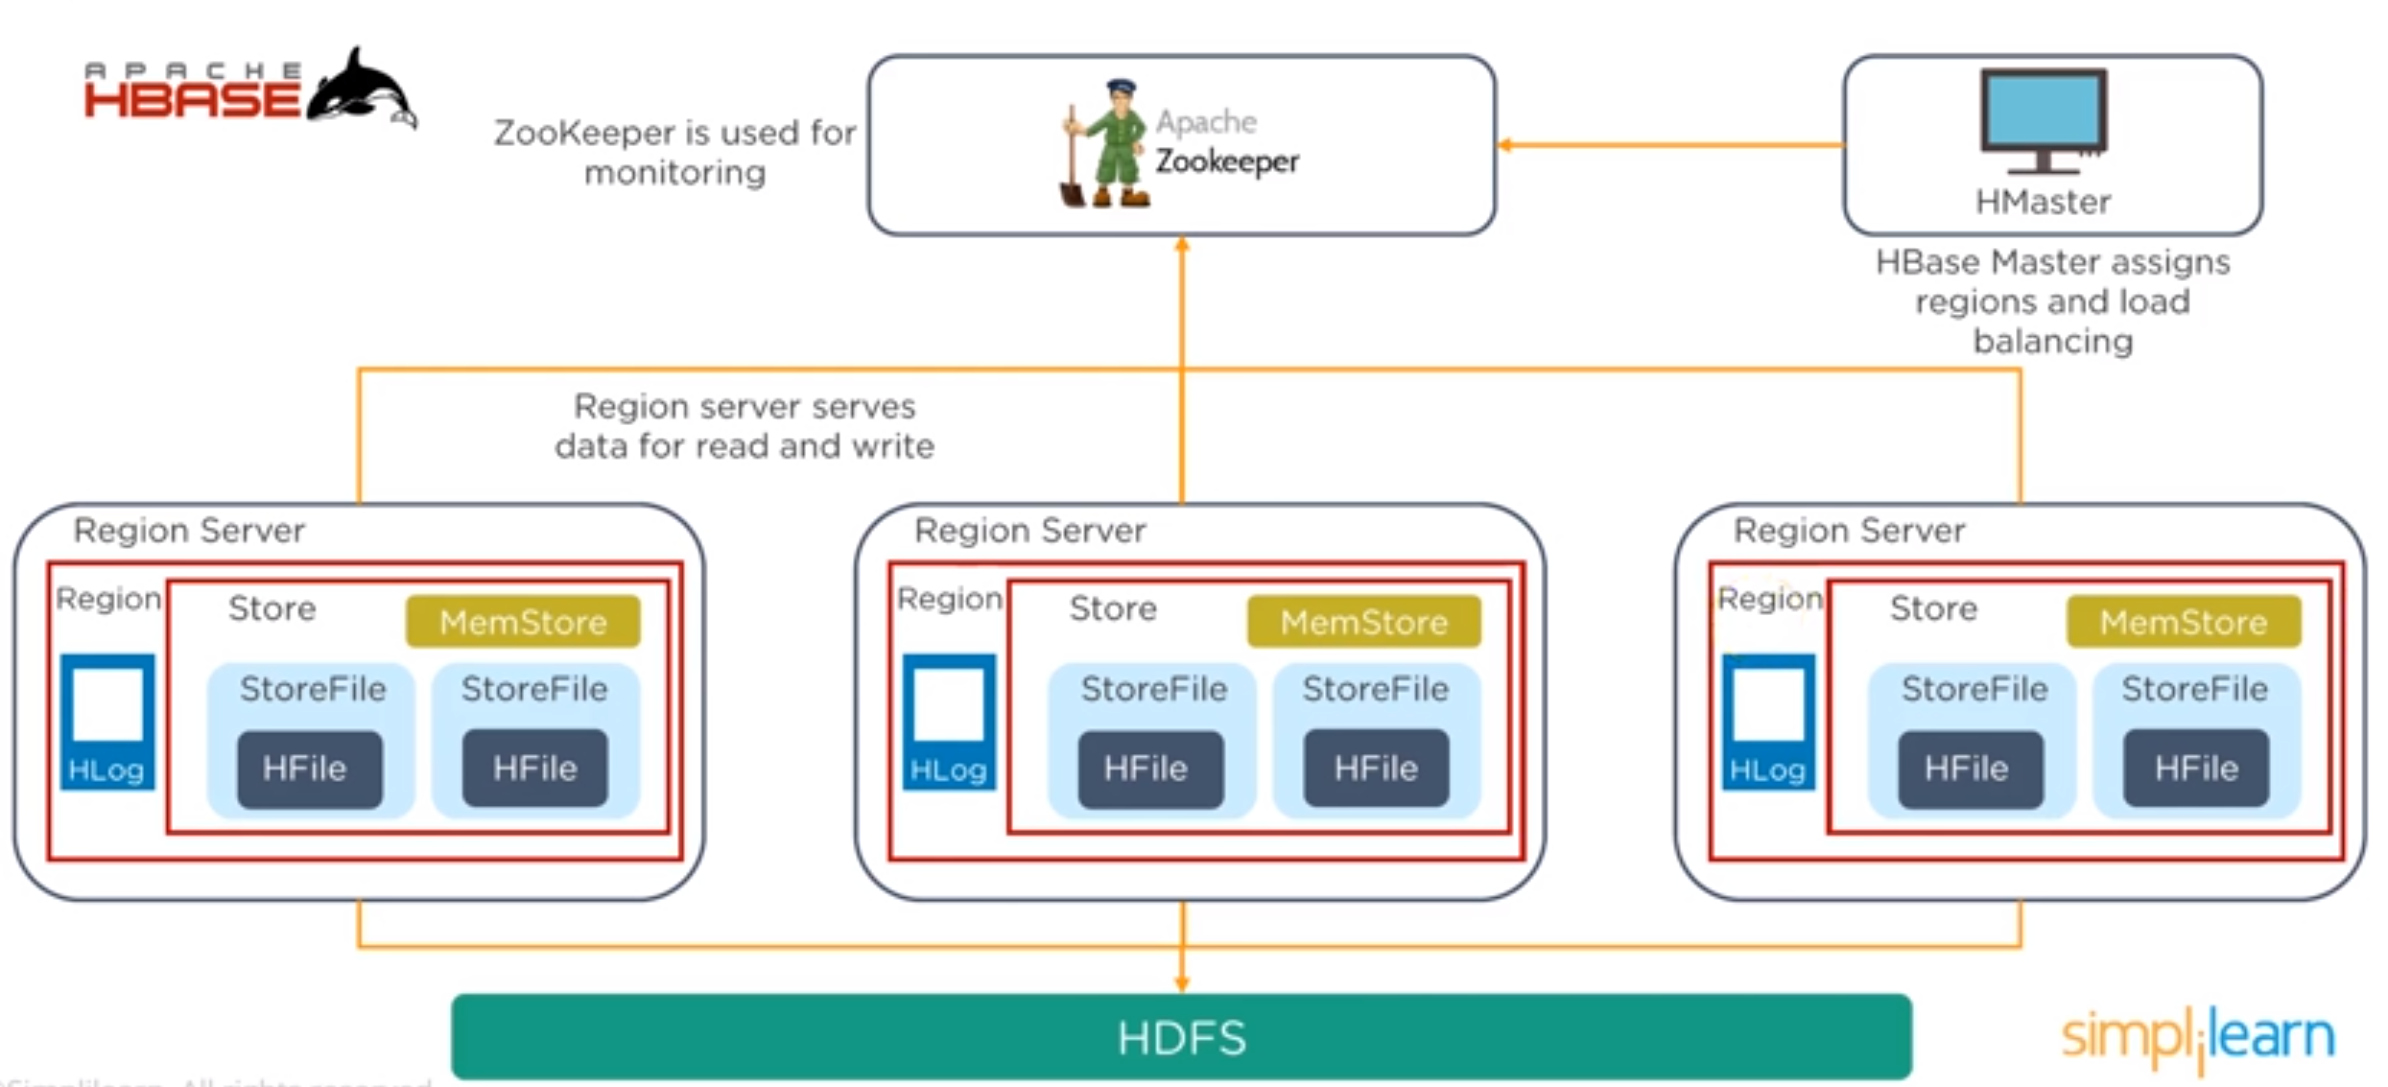 APACHE
HBASE
ZooKeeper is used for
monitoring
Apache
Zookeeper
HMaster
HBase Master assigns
regions and load
balancing
Region server serves
data for read and write
Region Server
Region
Store
MemStore
StoreFile
StoreFile
HFile
HFile
HLog
Region Server
Region
Store
MemStore
StoreFile
StoreFile
HFile
HFile
HLog
Region Server
Region
Store
MemStore
StoreFile
StoreFile
HFile
HFile
HLog
HDFS
simplilearn
Simplilearn. All rights reserved